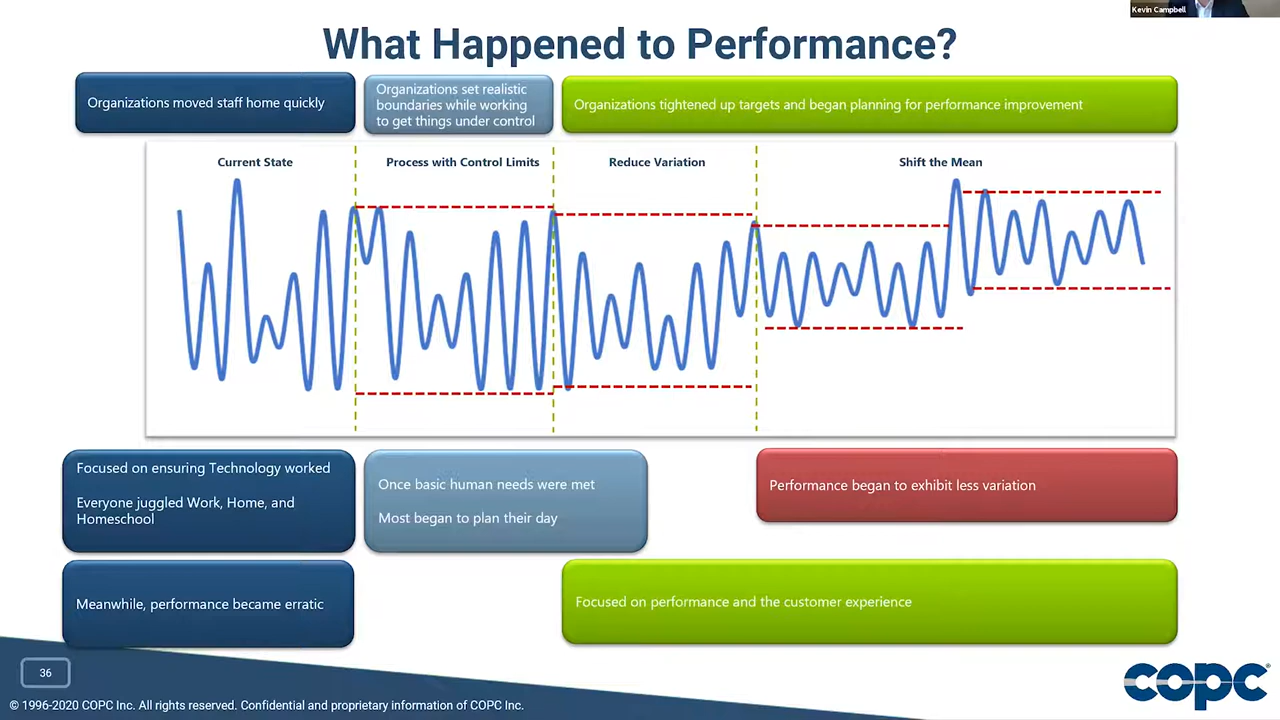 Kevin Campbell
What Happened to Performance?
Organizations moved staff home quickly
Organizations set realistic
boundaries while working
to get things under control
Organizations tightened up targets and began planning for performance improvement
Current State
Process with Control Limits
Reduce Variation
Shift the Mean
Focused on ensuring Technology worked
Everyone juggled Work, Home, and
Homeschool
Once basic human needs were met
Most began to plan their day
Performance began to exhibit less variation
Meanwhile, performance became erratic
Focused on performance and the customer experience
36
copc®
© 1996-2020 COPC Inc. All rights reserved. Confidential and proprietary information of COPC Inc.